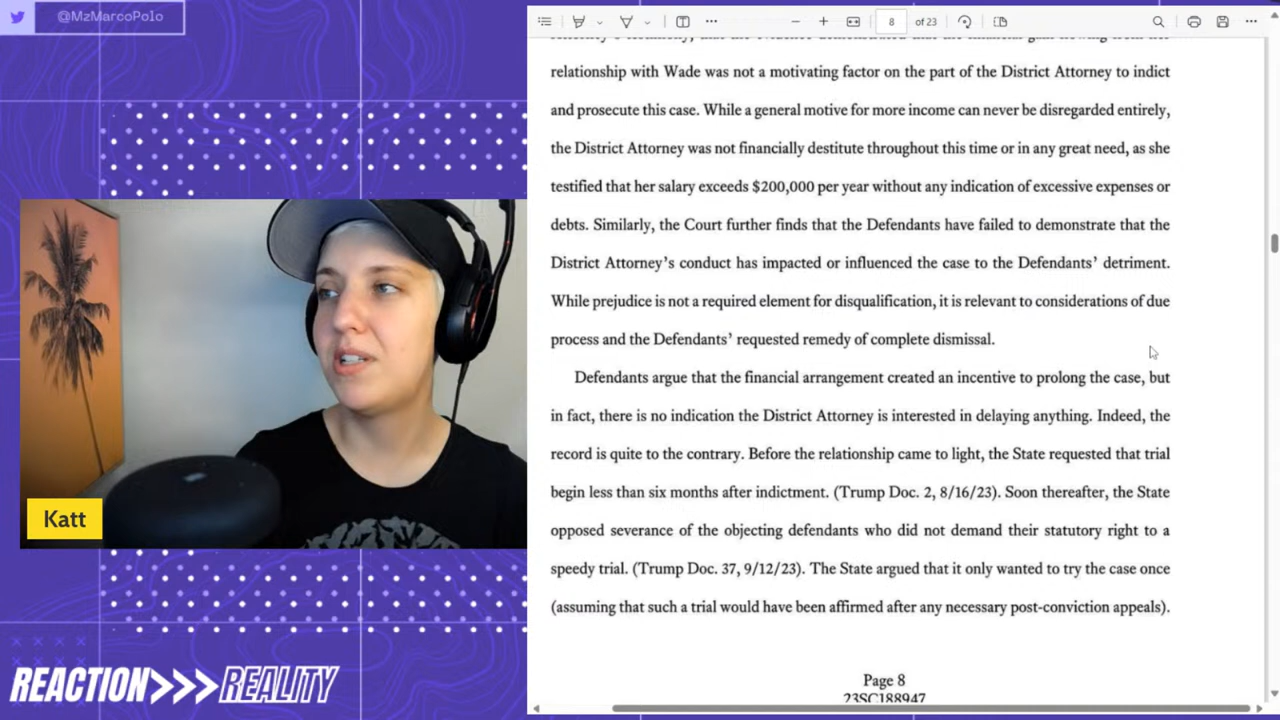 @MzMarcoPolo
8 of 23
relationship with Wade was not a motivating factor on the part of the District Attorney to indict
and prosecute this case. While a general motive for more income can never be disregarded entirely,
the District Attorney was not financially destitute throughout this time or in any great need, as she
testified that her salary exceeds $200,000 per year without any indication of excessive expenses or
debts. Similarly, the Court further finds that the Defendants have failed to demonstrate that the
District Attorney's conduct has impacted or influenced the case to the Defendants' detriment.
While prejudice is not a required element for disqualification, it is relevant to considerations of due
process and the Defendants' requested remedy of complete dismissal.
Defendants argue that the financial arrangement created an incentive to prolong the case, but
in fact, there is no indication the District Attorney is interested in delaying anything. Indeed, the
record is quite to the contrary. Before the relationship came to light, the State requested that trial
begin less than six months after indictment. (Trump Doc. 2, 8/16/23). Soon thereafter, the State
opposed severance of the objecting defendants who did not demand their statutory right to a
speedy trial. (Trump Doc. 37, 9/12/23). The State argued that it only wanted to try the case once
(assuming that such a trial would have been affirmed after any necessary post-conviction appeals).
Page 8
23SC188947
Katt
REACTION>>>REALITY